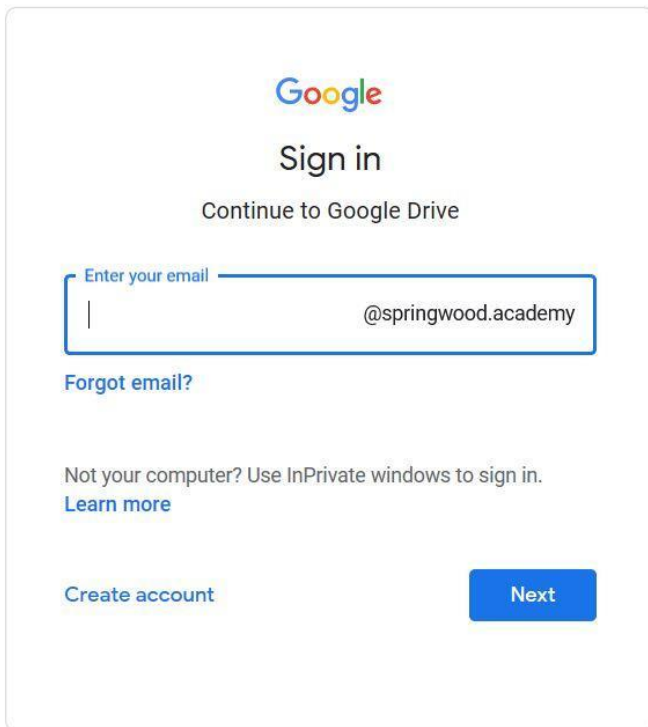 Google
Sign in
Continue to Google Drive
Enter your email
@springwood.academy
Forgot email?
Not your computer? Use InPrivate windows to sign in.
Learn more
Create account
Next